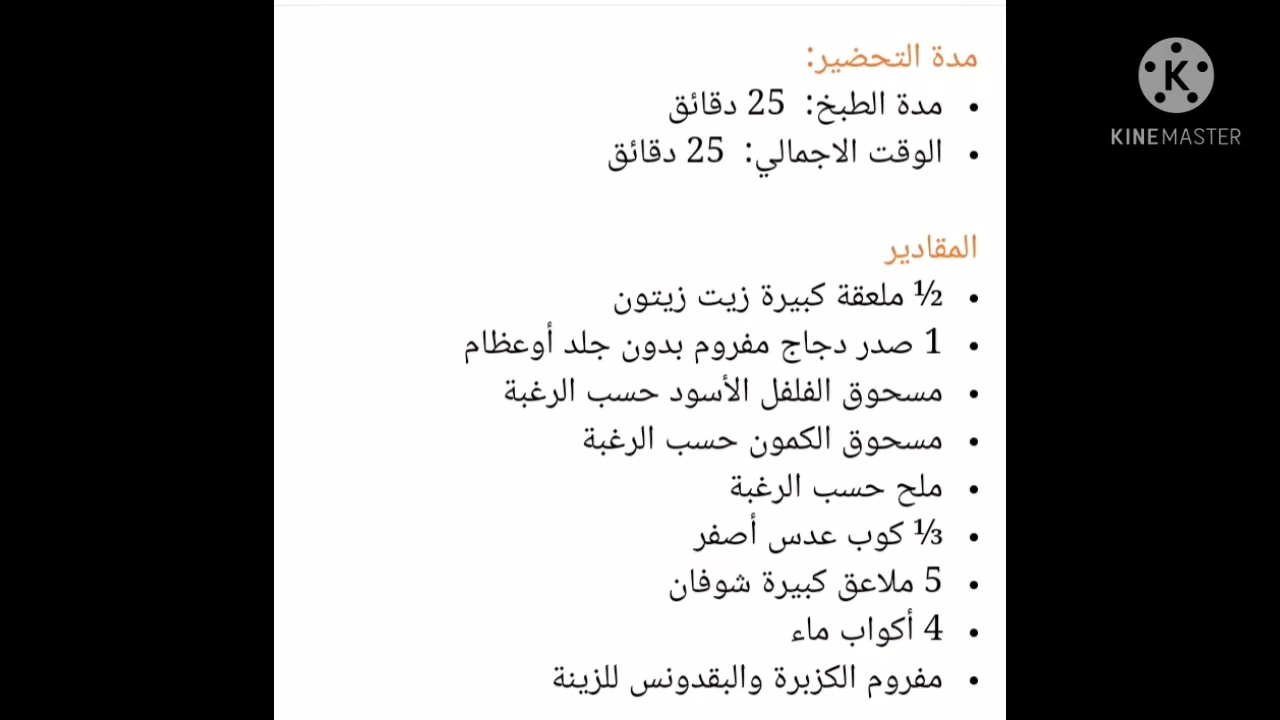 مدة التحضير:
• مدة الطبخ: 25 دقائق
• الوقت الاجمالي: 25 دقائق
المقادير
• ½ ملعقة كبيرة زيت زيتون
• 1 صدر دجاج مفروم بدون جلد أوعظام
• مسحوق الفلفل الأسود حسب الرغبة
• مسحوق الكمون حسب الرغبة
• ملح حسب الرغبة
• ⅓ كوب عدس أصفر
• 5 ملاعق كبيرة شوفان
• 4 أكواب ماء
• مفروم الكزبرة والبقدونس للزينة
K
KINEMASTER